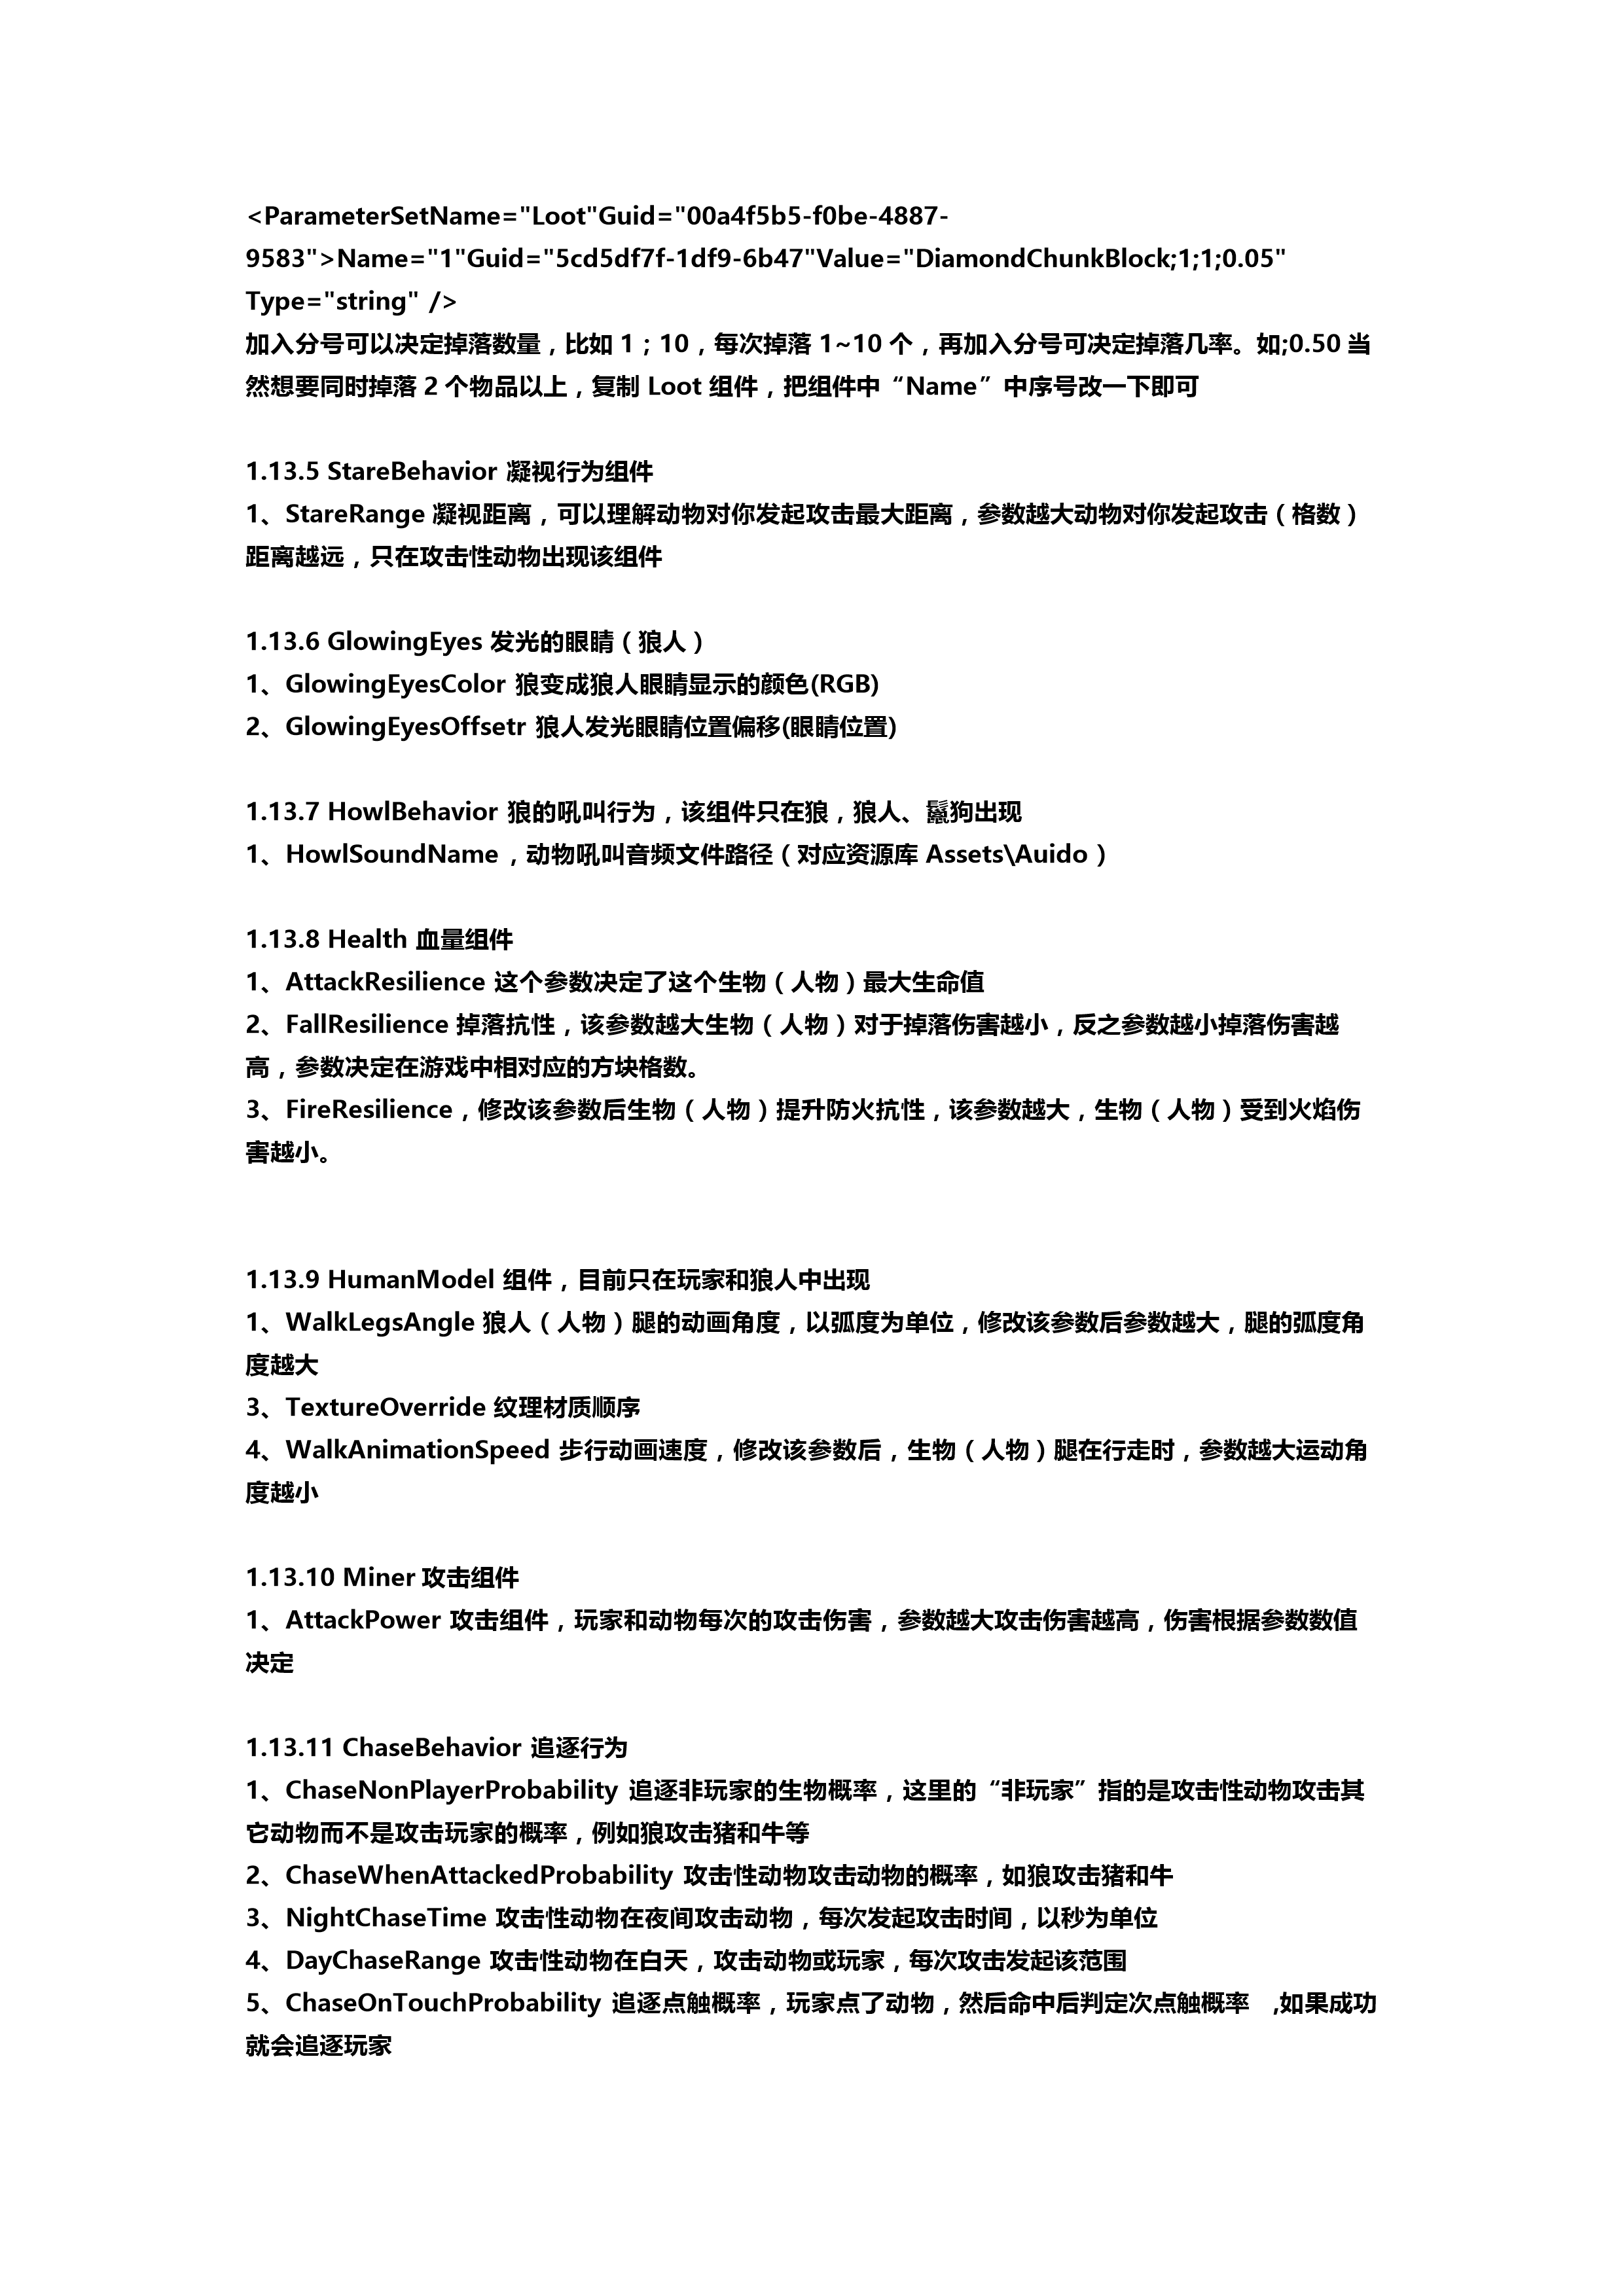 <ParameterSetName="Loot"Guid="00a4f5b5-f0be-4887-
9583">Name="1"Guid="5cd5df7f-1df9-6b47"Value="DiamondChunkBlock;1;1;0.05"
Type="string" />
加入分号可以决定掉落数量，比如 1；10，每次掉落 1~10 个，再加入分号可决定掉落几率。如;0.50 当
然想要同时掉落 2 个物品以上，复制 Loot 组件，把组件中“Name”中序号改一下即可
1.13.5 StareBehavior 凝视行为组件
1、StareRange 凝视距离，可以理解动物对你发起攻击最大距离，参数越大动物对你发起攻击（格数）
距离越远，只在攻击性动物出现该组件
1.13.6 GlowingEyes 发光的眼睛（狼人）
1、GlowingEyesColor 狼变成狼人眼睛显示的颜色(RGB)
2、GlowingEyesOffsetr 狼人发光眼睛位置偏移(眼睛位置)
1.13.7 HowlBehavior 狼的吼叫行为，该组件只在狼，狼人、鬣狗出现
1、HowlSoundName，动物吼叫音频文件路径（对应资源库 Assets\Auido）
1.13.8 Health 血量组件
1、AttackResilience 这个参数决定了这个生物（人物）最大生命值
2、FallResilience 掉落抗性，该参数越大生物（人物）对于掉落伤害越小，反之参数越小掉落伤害越
高，参数决定在游戏中相对应的方块格数。
3、FireResilience，修改该参数后生物（人物）提升防火抗性，该参数越大，生物（人物）受到火焰伤
害越小。
1.13.9 HumanModel 组件，目前只在玩家和狼人中出现
1、WalkLegsAngle 狼人（人物）腿的动画角度，以弧度为单位，修改该参数后参数越大，腿的弧度角
度越大
3、TextureOverride 纹理材质顺序
4、WalkAnimationSpeed 步行动画速度，修改该参数后，生物（人物）腿在行走时，参数越大运动角
度越小
1.13.10 Miner 攻击组件
1、AttackPower 攻击组件，玩家和动物每次的攻击伤害，参数越大攻击伤害越高，伤害根据参数数值
决定
1.13.11 ChaseBehavior 追逐行为
1、ChaseNonPlayerProbability 追逐非玩家的生物概率，这里的“非玩家”指的是攻击性动物攻击其
它动物而不是攻击玩家的概率，例如狼攻击猪和牛等
2、ChaseWhenAttackedProbability 攻击性动物攻击动物的概率，如狼攻击猪和牛
3、NightChaseTime 攻击性动物在夜间攻击动物，每次发起攻击时间，以秒为单位
4、DayChaseRange 攻击性动物在白天，攻击动物或玩家，每次攻击发起该范围
5、ChaseOnTouchProbability 追逐点触概率，玩家点了动物，然后命中后判定次点触概率 ,如果成功
就会追逐玩家